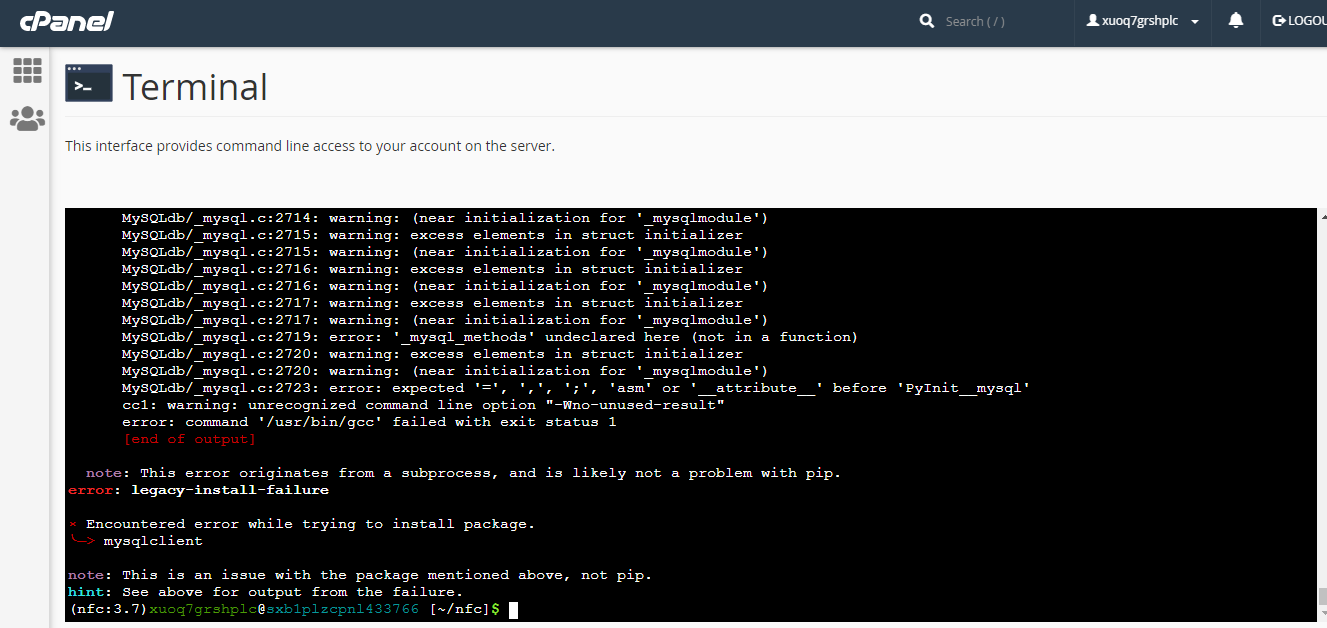 cPanel
Search ( / )
xuoq7grshplc
LOGOU
Terminal
This interface provides command line access to your account on the server.
MySQLdb/_mysql.c:2714: warning: (near initialization for '_mysqlmodule')
MySQLdb/_mysql.c:2715: warning: excess elements in struct initializer
MySQLdb/_mysql.c:2715: warning: (near initialization for '_mysqlmodule')
MySQLdb/_mysql.c:2716: warning: excess elements in struct initializer
MySQLdb/_mysql.c:2716: warning: (near initialization for '_mysqlmodule')
MySQLdb/_mysql.c:2717: warning: excess elements in struct initializer
MySQLdb/_mysql.c:2717: warning: (near initialization for '_mysqlmodule')
MySQLdb/_mysql.c:2719: error: '_mysql_methods' undeclared here (not in a function)
MySQLdb/_mysql.c:2720: warning: excess elements in struct initializer
MySQLdb/_mysql.c:2720: warning: (near initialization for '_mysqlmodule')
MySQLdb/_mysql.c:2723: error: expected '=', ',', ';', 'asm' or '__attribute__' before 'PyInit__mysql'
cc1: warning: unrecognized command line option "-Wno-unused-result"
error: command '/usr/bin/gcc' failed with exit status 1
[end of output]
note: This error originates from a subprocess, and is likely not a problem with pip.
error: legacy-install-failure
× Encountered error while trying to install package.
╰─> mysqlclient
note: This is an issue with the package mentioned above, not pip.
hint: See above for output from the failure.
(nfc:3.7)xuoq7grshplc@sxb1plzcpnl433766 [~/nfc]$